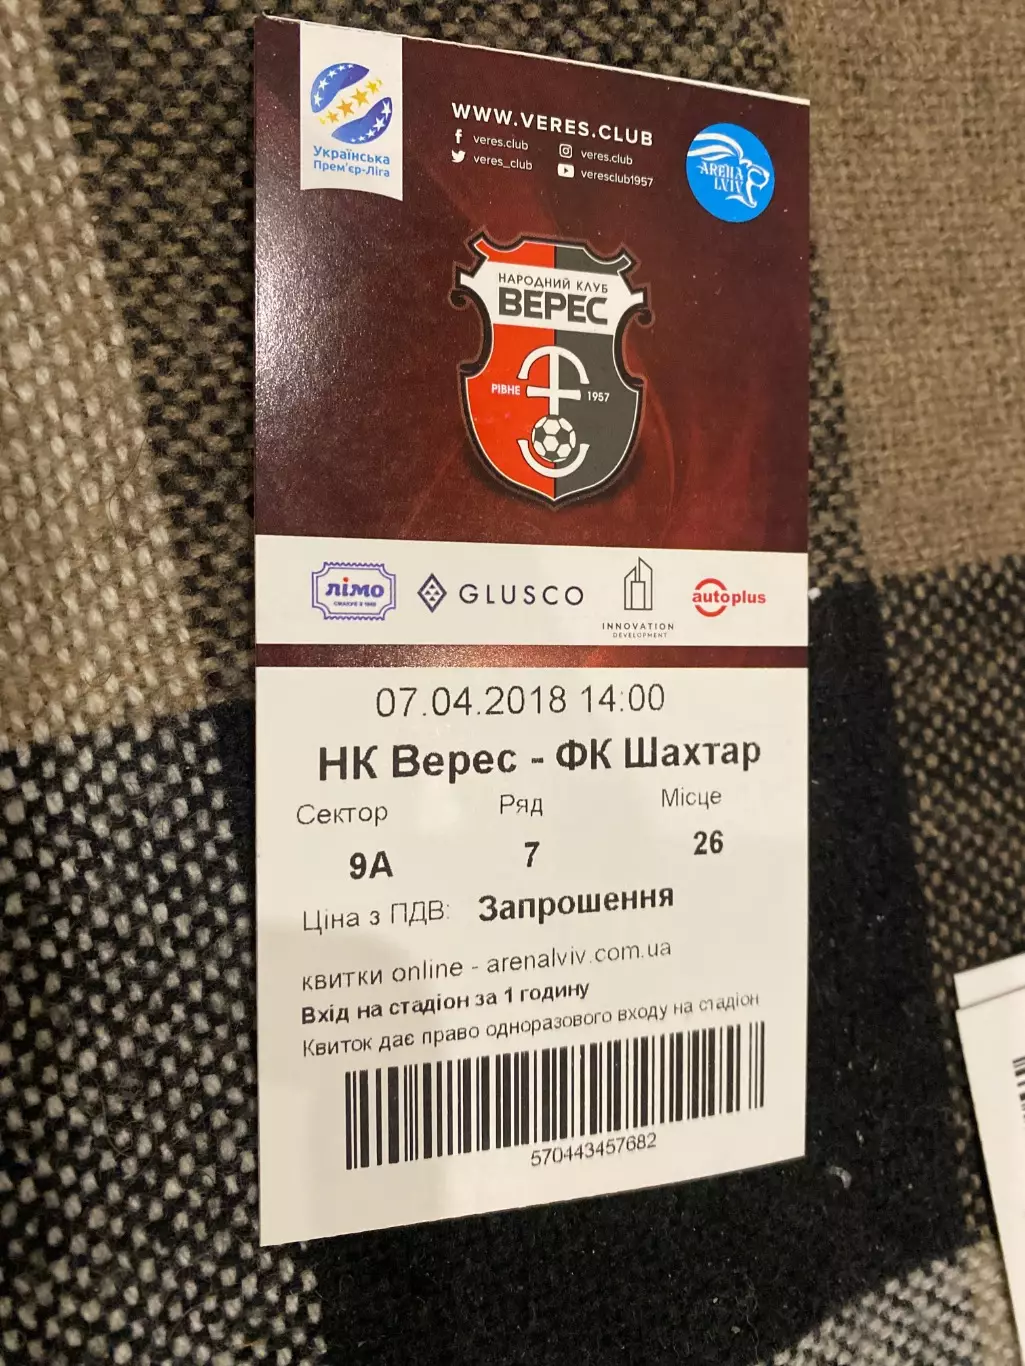 Українська
Прем'єр-Ліга
WWW.VERES.CLUB
veres.club
veres.club
veres_club
veresclub1957
ARENA
LVIV
НАРОДНИЙ КЛУБ
ВЕРЕС
РІВНЕ
1957
лімо
СМАКУЄ З 1946
GLUSCO
INNOVATION
DEVELOPMENT
autoplus
07.04.2018 14:00
НК Верес - ФК Шахтар
Сектор Ряд Місце
9А 7 26
Ціна з ПДВ: Запрошення
квитки online - arenalviv.com.ua
Вхід на стадіон за 1 годину
Квиток дає право одноразового входу на стадіон
570443457682